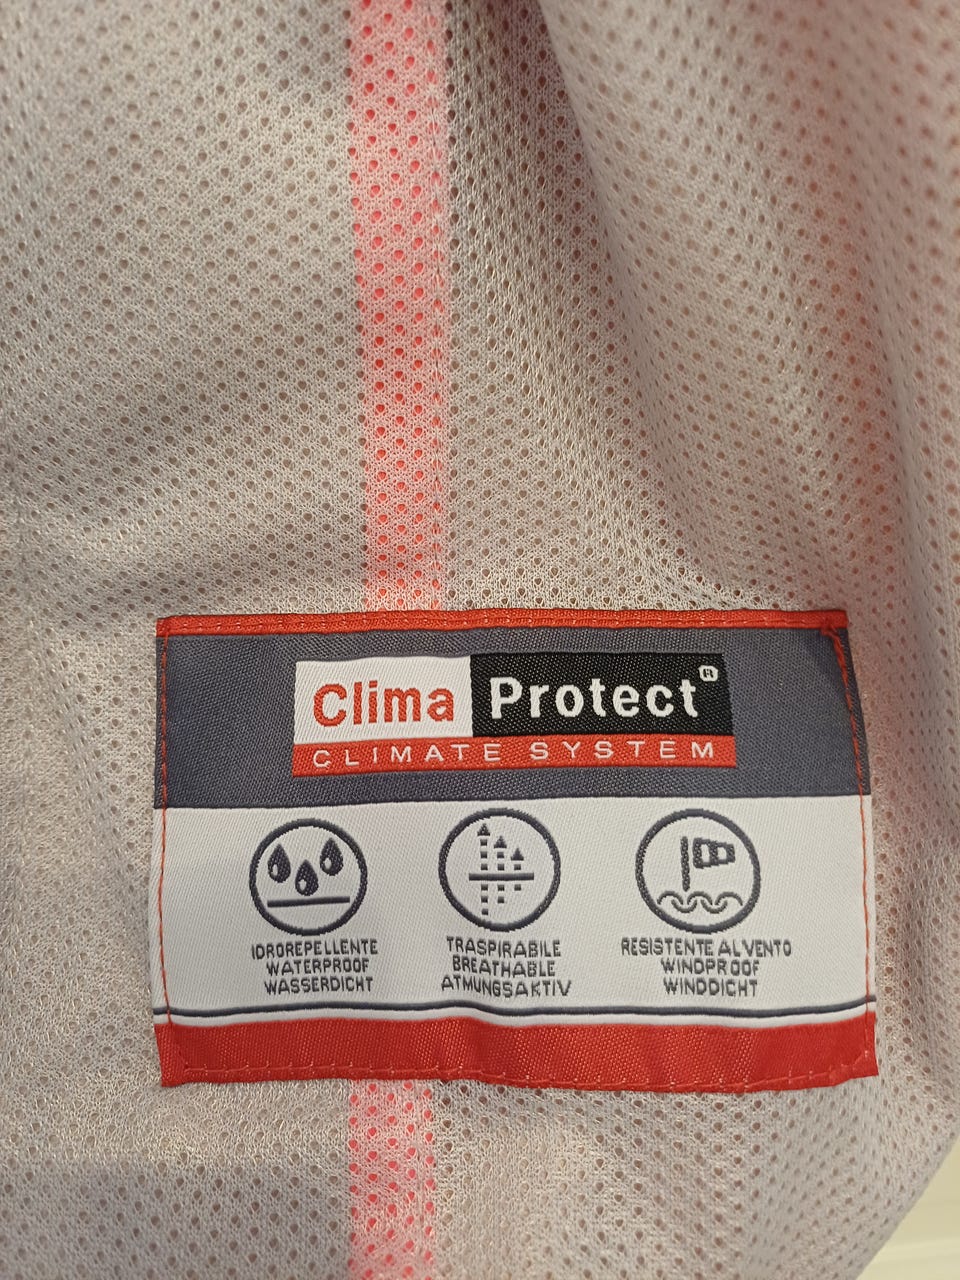 Clima Protect®
CLIMATE SYSTEM
IDROREPELLENTE
WATERPROOF
WASSERDICHT
TRASPIRABILE
BREATHABLE
ATMUNGSAKTIV
RESISTENTE AL VENTO
WINDPROOF
WINDDICHT